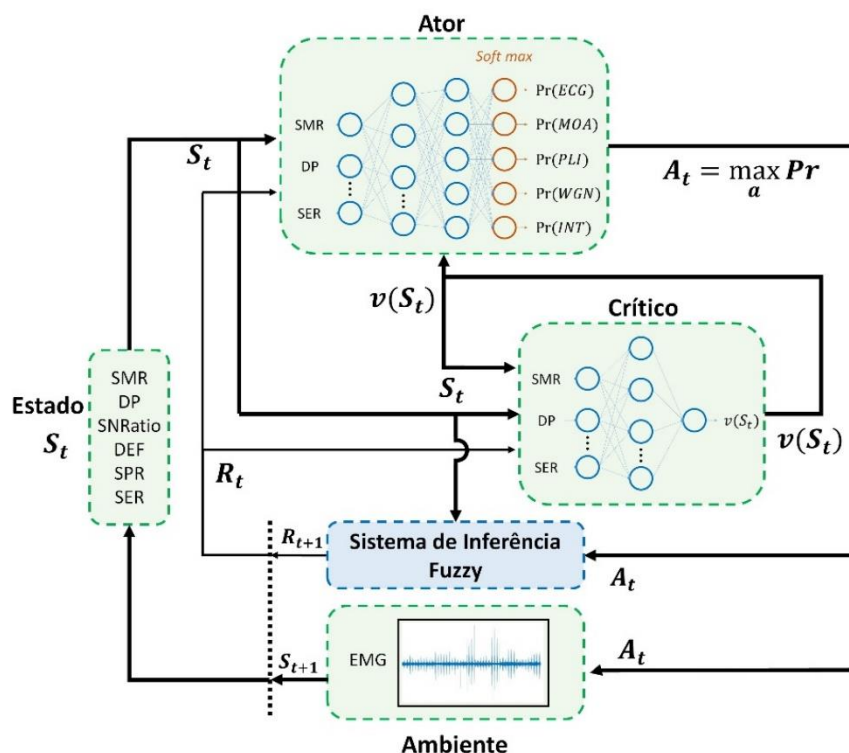 Ator
Soft max
SMR
DP
SER
Pr(ECG)
Pr(MOA)
Pr(PLI)
Pr(WGN)
Pr(INT)
S_t
A_t = max_a Pr
v(S_t)
Crítico
S_t
SMR
DP
SER
v(S_t)
v(S_t)
Estado
S_t
SMR
DP
SNRatio
DEF
SPR
SER
R_t
R_{t+1}
Sistema de Inferência
Fuzzy
A_t
S_{t+1}
EMG
A_t
Ambiente